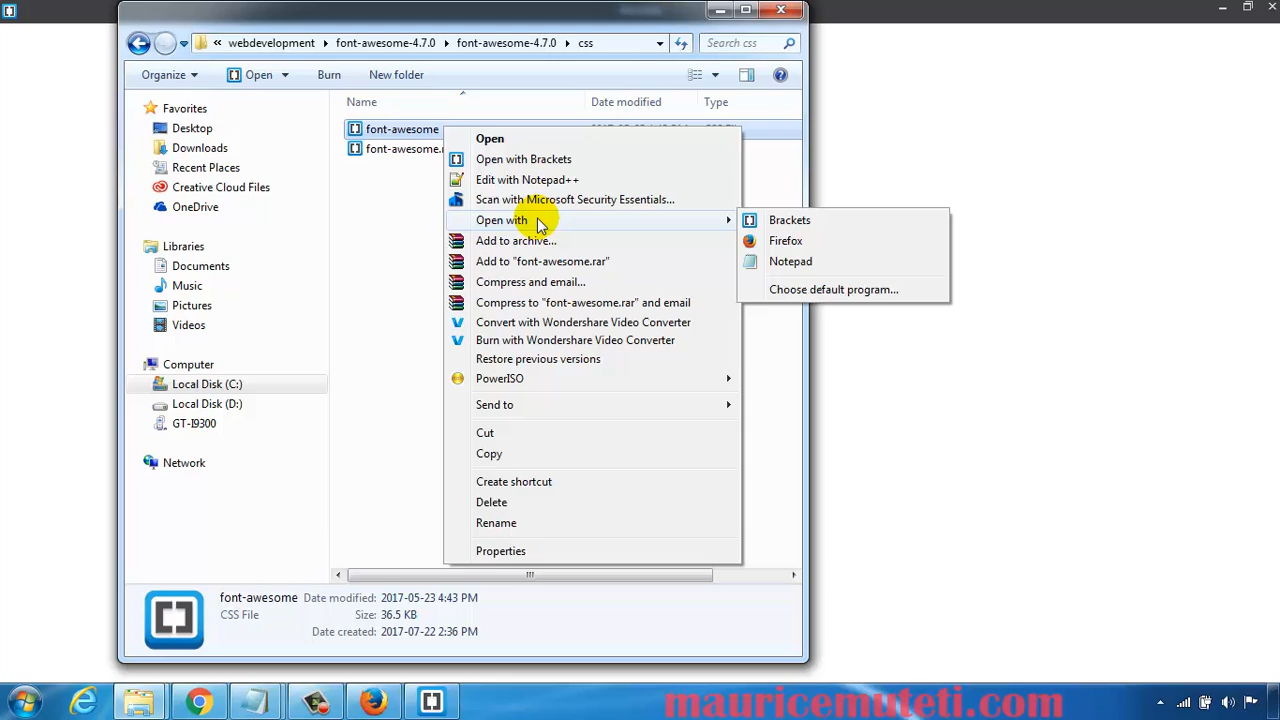 « webdevelopment font-awesome-4.7.0 font-awesome-4.7.0 css Search css
Organize Open Burn New folder
Name Date modified Type
Favorites
Desktop
Downloads
Recent Places
Creative Cloud Files
OneDrive
Libraries
Documents
Music
Pictures
Videos
Computer
Local Disk (C:)
Local Disk (D:)
GT-I9300
Network
font-awesome
font-awesome.
Open
Open with Brackets
Edit with Notepad++
Scan with Microsoft Security Essentials...
Open with
Add to archive...
Add to "font-awesome.rar"
Compress and email...
Compress to "font-awesome.rar" and email
Convert with Wondershare Video Converter
Burn with Wondershare Video Converter
Restore previous versions
PowerISO
Send to
Cut
Copy
Create shortcut
Delete
Rename
Properties
Brackets
Firefox
Notepad
Choose default program...
font-awesome Date modified: 2017-05-23 4:43 PM
CSS File Size: 36.5 KB
Date created: 2017-07-22 2:36 PM
mauricemuteti.com